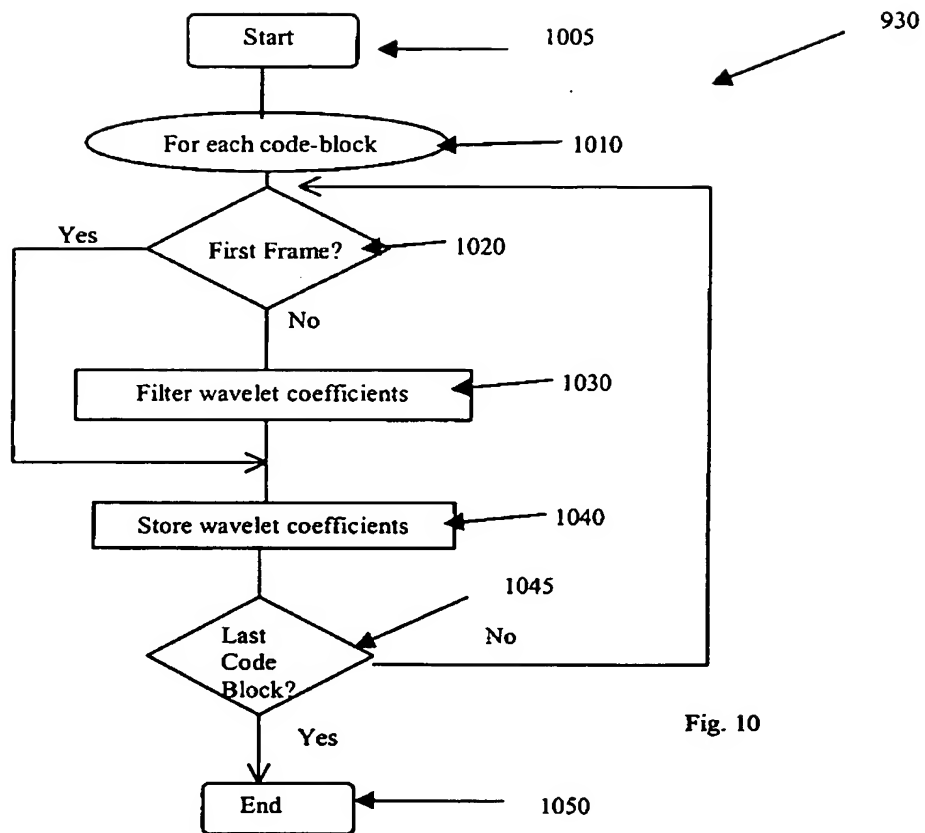 930
Start
1005
For each code-block
1010
Yes
First Frame?
1020
No
Filter wavelet coefficients
1030
Store wavelet coefficients
1040
1045
Last
Code
Block?
No
Fig. 10
Yes
End
1050